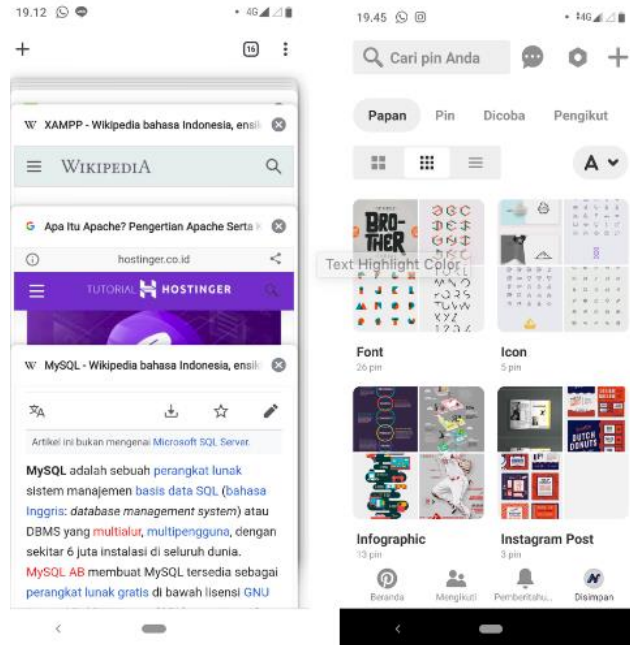 19.12
4G
16
W XAMPP - Wikipedia bahasa Indonesia, ensi
WIKIPEDIA
G Apa Itu Apache? Pengertian Apache Serta
hostinger.co.id
TUTORIAL HOSTINGER
W MySQL - Wikipedia bahasa Indonesia, ensik
Artikel ini bukan mengenai Microsoft SQL Server.
MySQL adalah sebuah perangkat lunak
sistem manajemen basis data SQL (bahasa
Inggris: database management system) atau
DBMS yang multialur, multipengguna, dengan
sekitar 6 juta instalasi di seluruh dunia.
MySQL AB membuat MySQL tersedia sebagai
perangkat lunak gratis di bawah lisensi GNU
19.45
4G
Cari pin Anda
Papan Pin Dicoba Pengikut
A
BRO-
THER
Text Highlight Color
Font
26 pin
Icon
5 pin
DUTCH
DONUTS
Infographic
13 pin
Instagram Post
3 pin
Beranda Mengikuti Pemberitahu... Disimpan